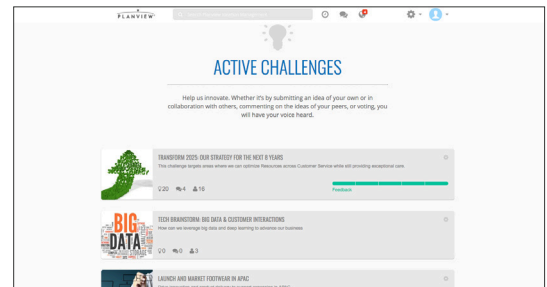 PLANVIEW
ACTIVE CHALLENGES
Help us innovate. Whether it's by submitting an idea of your own or in
collaboration with others, commenting on the ideas of your peers, or voting, you
will have your voice heard.
TRANSFORM 2025: OUR STRATEGY FOR THE NEXT 8 YEARS
This challenge targets areas where we can optimize Resources across Customer Service while still providing exceptional care.
20 4 16
Feedback
BIG
DATA
TECH BRAINSTORM: BIG DATA & CUSTOMER INTERACTIONS
How can we leverage big data and deep learning to advance our business
0 0 3
LAUNCH AND MARKET FOOTWEAR IN APAC